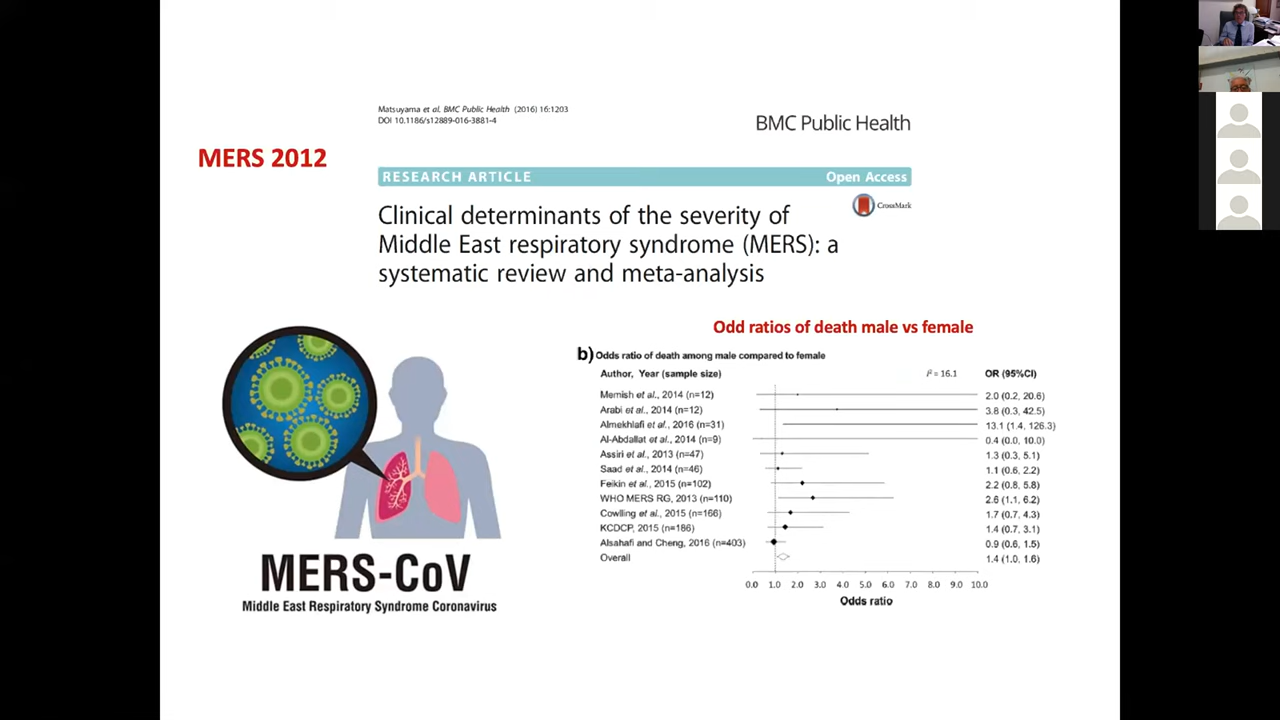 Matsuyama et al. BMC Public Health (2016) 16:1203
DOI 10.1186/s12889-016-3881-4
BMC Public Health
MERS 2012
RESEARCH ARTICLE Open Access
CrossMark
Clinical determinants of the severity of
Middle East respiratory syndrome (MERS): a
systematic review and meta-analysis
Odd ratios of death male vs female
b) Odds ratio of death among male compared to female
Author, Year (sample size) I² = 16.1 OR (95%CI)
Memish et al., 2014 (n=12) 2.0 (0.2, 20.6)
Arabi et al., 2014 (n=12) 3.8 (0.3, 42.5)
Almekhlafi et al., 2016 (n=31) 13.1 (1.4, 126.3)
Al-Abdallat et al., 2014 (n=9) 0.4 (0.0, 10.0)
Assiri et al., 2013 (n=47) 1.3 (0.3, 5.1)
Saad et al., 2014 (n=46) 1.1 (0.6, 2.2)
Feikin et al., 2015 (n=102) 2.2 (0.8, 5.8)
WHO MERS RG, 2013 (n=110) 2.6 (1.1, 6.2)
Cowlling et al., 2015 (n=166) 1.7 (0.7, 4.3)
KCDCP, 2015 (n=186) 1.4 (0.7, 3.1)
Alsahafi and Cheng, 2016 (n=403) 0.9 (0.6, 1.5)
Overall 1.4 (1.0, 1.6)
0.0 1.0 2.0 3.0 4.0 5.0 6.0 7.0 8.0 9.0 10.0
Odds ratio
MERS-CoV
Middle East Respiratory Syndrome Coronavirus